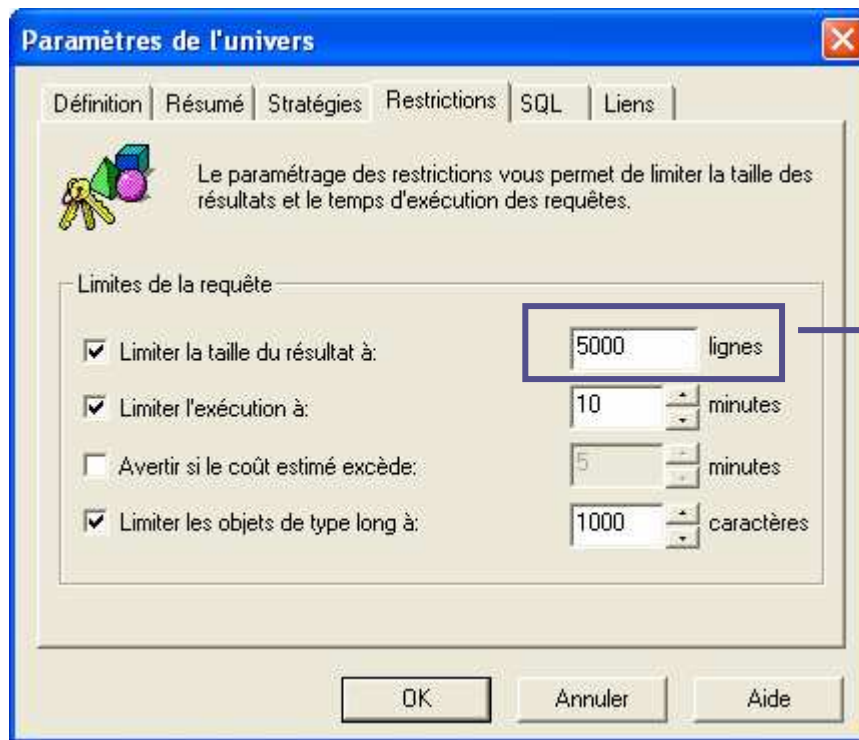 Paramètres de l'univers
Définition Résumé Stratégies Restrictions SQL Liens
Le paramétrage des restrictions vous permet de limiter la taille des
résultats et le temps d'exécution des requêtes.
Limites de la requête
Limiter la taille du résultat à: 5000 lignes
Limiter l'exécution à: 10 minutes
Avertir si le coût estimé excède: 5 minutes
Limiter les objets de type long à: 1000 caractères
OK Annuler Aide